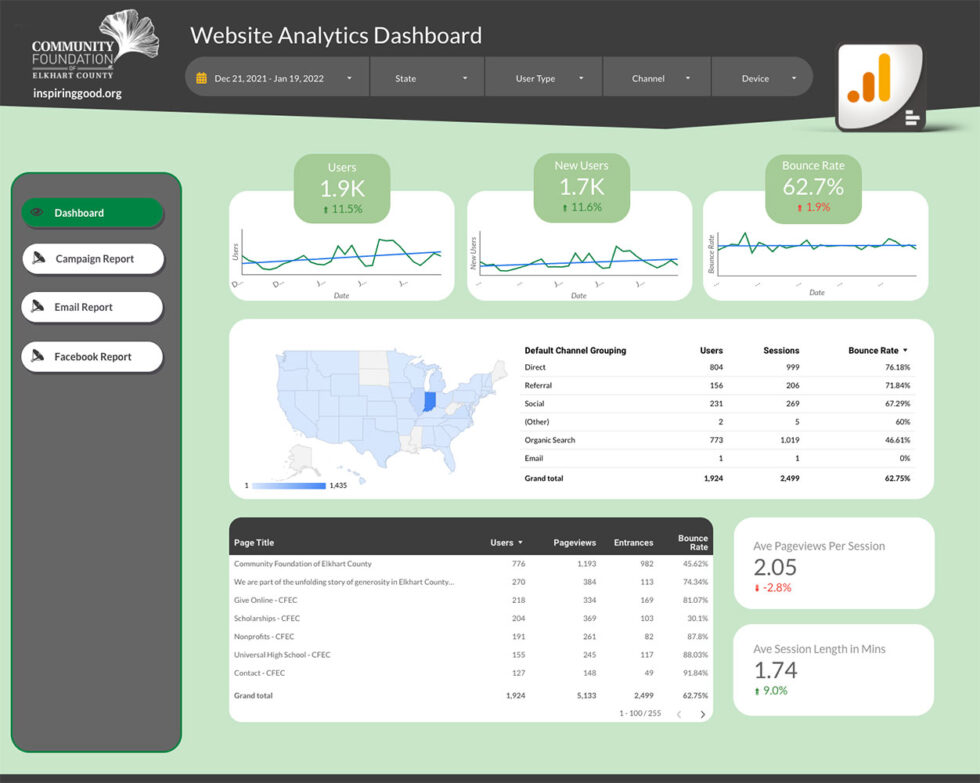 COMMUNITY
FOUNDATION
OF
ELKHART COUNTY
inspiringgood.org
Website Analytics Dashboard
Dec 21, 2021 - Jan 19, 2022
State
User Type
Channel
Device
Dashboard
Campaign Report
Email Report
Facebook Report
Users
1.9K
11.5%
Users
D...
D...
J...
J...
J...
Date
New Users
1.7K
11.6%
New Users
J...
J...
Date
Bounce Rate
62.7%
1.9%
Bounce Rate
Date
1
1,435
Default Channel Grouping Users Sessions Bounce Rate
Direct 804 999 76.18%
Referral 156 206 71.84%
Social 231 269 67.29%
(Other) 2 5 60%
Organic Search 773 1,019 46.61%
Email 1 1 0%
Grand total 1,924 2,499 62.75%
Page Title Users Pageviews Entrances Bounce Rate
Community Foundation of Elkhart County 776 1,193 982 45.62%
We are part of the unfolding story of generosity in Elkhart County... 270 384 113 74.34%
Give Online - CFEC 218 334 169 81.07%
Scholarships - CFEC 204 369 103 30.1%
Nonprofits - CFEC 191 261 82 87.8%
Universal High School - CFEC 155 245 117 88.03%
Contact - CFEC 127 148 49 91.84%
Grand total 1,924 5,133 2,499 62.75%
1 - 100 / 255
Ave Pageviews Per Session
2.05
-2.8%
Ave Session Length in Mins
1.74
9.0%